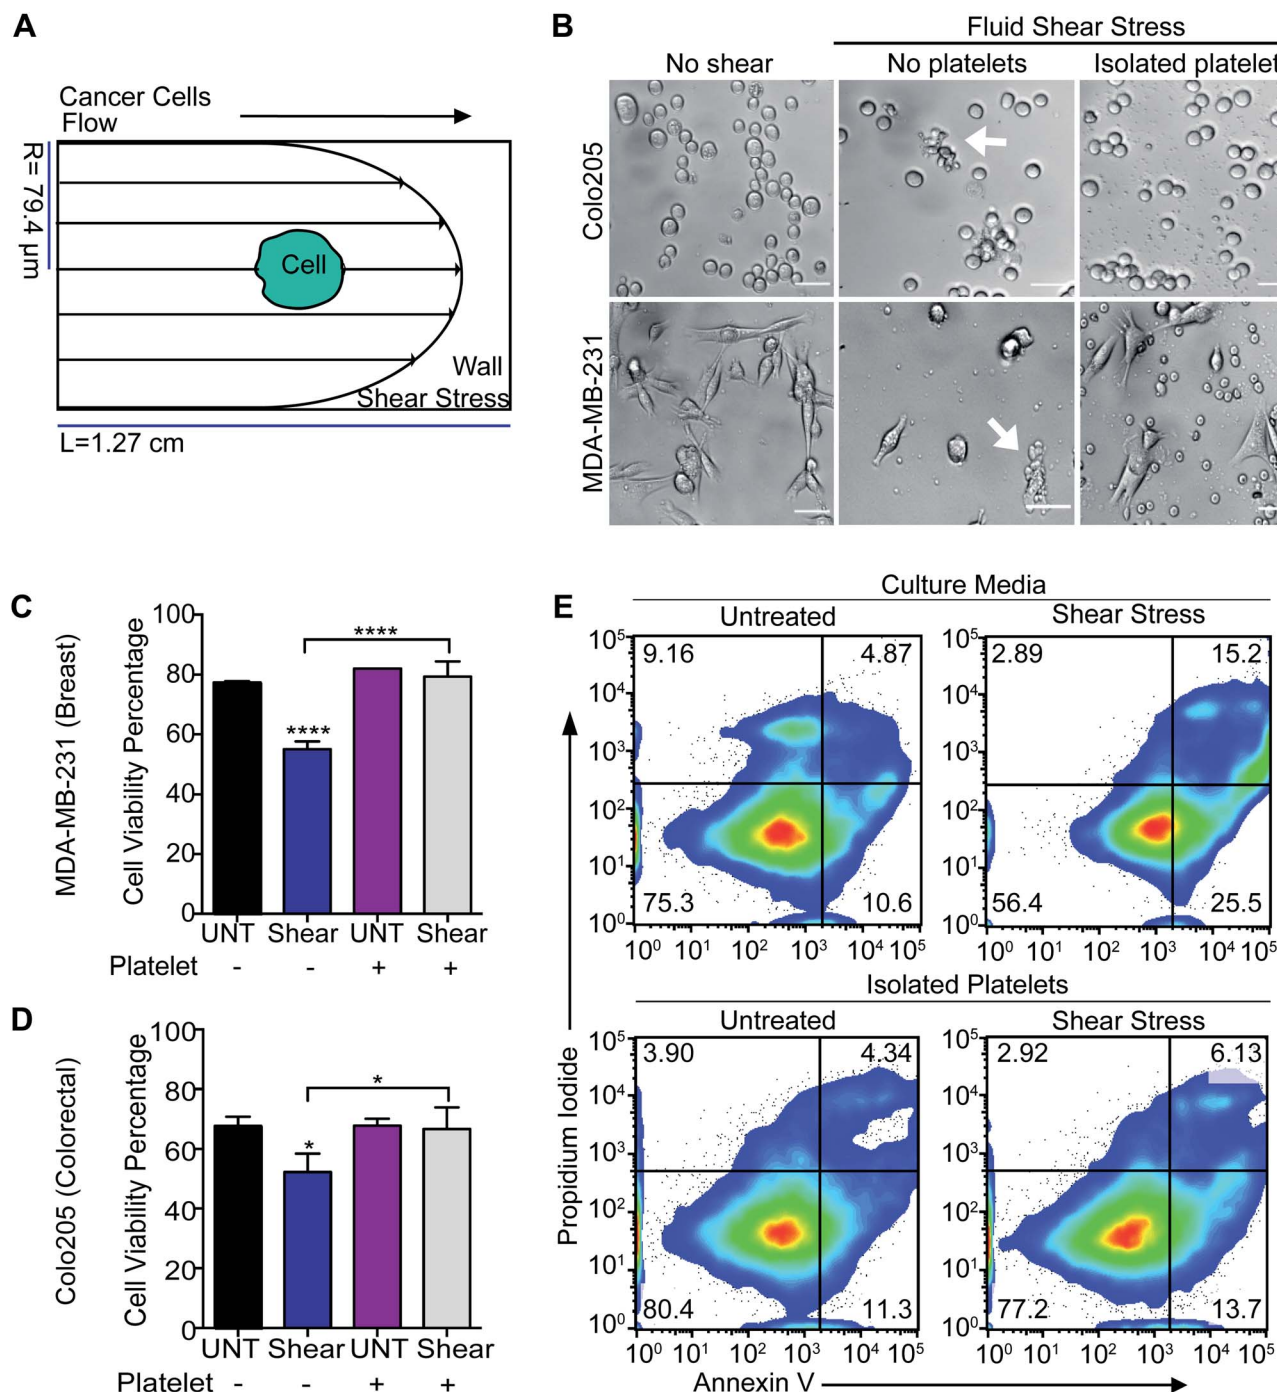 A
Cancer Cells
Flow
R= 79.4 µm
Cell
Wall
Shear Stress
L=1.27 cm
B
Fluid Shear Stress
No shear
No platelets
Isolated platelet
Colo205
MDA-MB-231
C
MDA-MB-231 (Breast)
Cell Viability Percentage
100
80
60
40
20
0
****
****
UNT Shear UNT Shear
Platelet - - + +
D
Colo205 (Colorectal)
Cell Viability Percentage
100
80
60
40
20
0
*
*
UNT Shear UNT Shear
Platelet - - + +
E
Culture Media
Untreated
10⁵
10⁴
10³
10²
10¹
10⁰
9.16
4.87
75.3
10.6
10⁰ 10¹ 10² 10³ 10⁴ 10⁵
Shear Stress
10⁵
10⁴
10³
10²
10¹
10⁰
2.89
15.2
56.4
25.5
10⁰ 10¹ 10² 10³ 10⁴ 10⁵
Isolated Platelets
Untreated
10⁵
10⁴
10³
10²
10¹
10⁰
3.90
4.34
80.4
11.3
10⁰ 10¹ 10² 10³ 10⁴ 10⁵
Shear Stress
10⁵
10⁴
10³
10²
10¹
10⁰
2.92
6.13
77.2
13.7
10⁰ 10¹ 10² 10³ 10⁴ 10⁵
Propidium Iodide
Annexin V